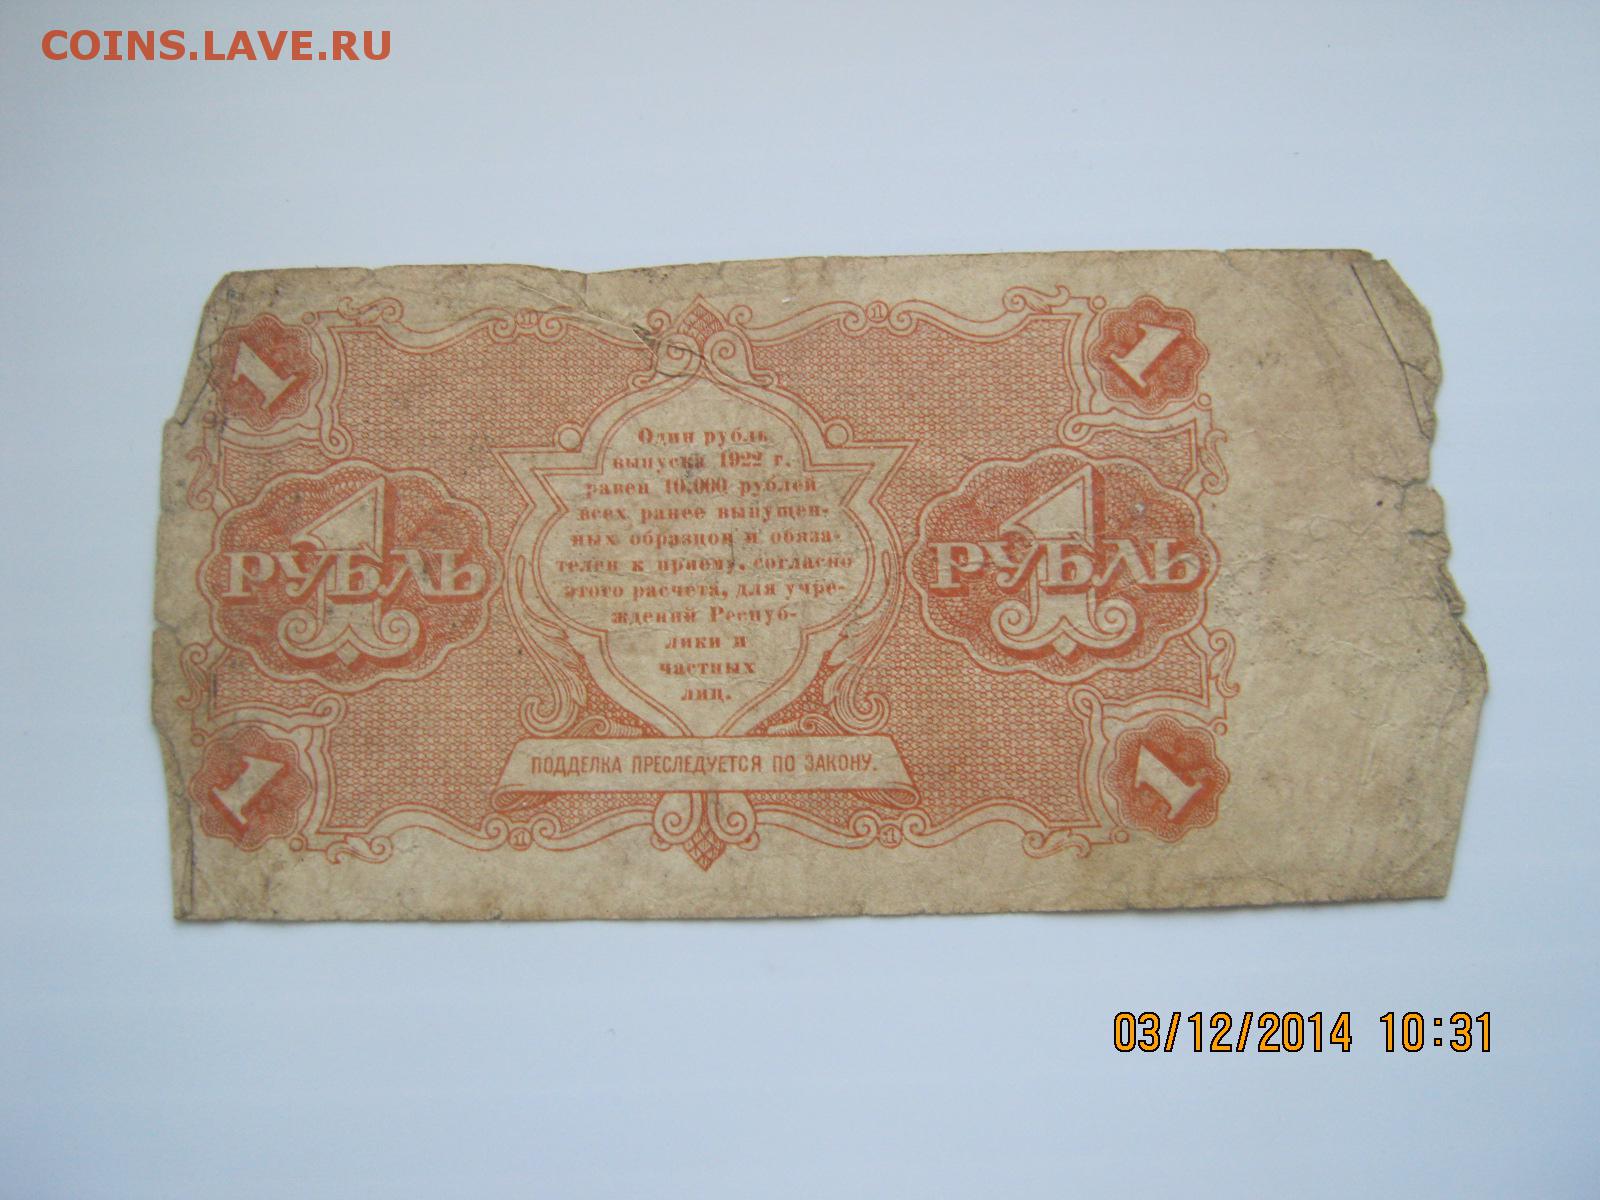 COINS.LAVE.RU
1
1
Один рубль
выпуска 1922 г.
равен 10.000 рублей
всех ранее выпущен-
ных образцов и обяза-
телен к приему, согласно
этого расчета, для учре-
ждений Респуб-
лики и
частных
лиц.
1 РУБЛЬ
1 РУБЛЬ
ПОДДЕЛКА ПРЕСЛЕДУЕТСЯ ПО ЗАКОНУ.
1
1
03/12/2014 10:31